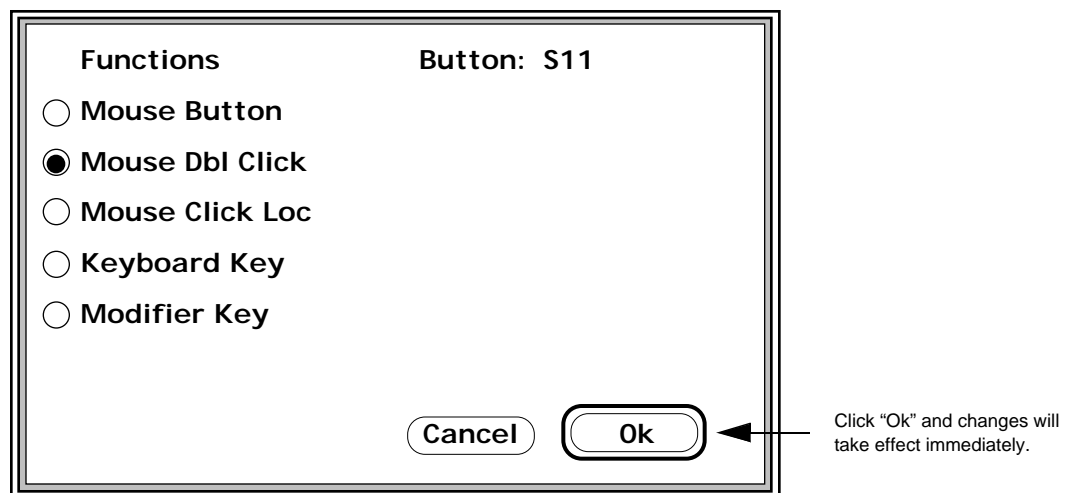 Functions Button: S11
Mouse Button
Mouse Dbl Click
Mouse Click Loc
Keyboard Key
Modifier Key
Cancel Ok
Click “Ok” and changes will
take effect immediately.